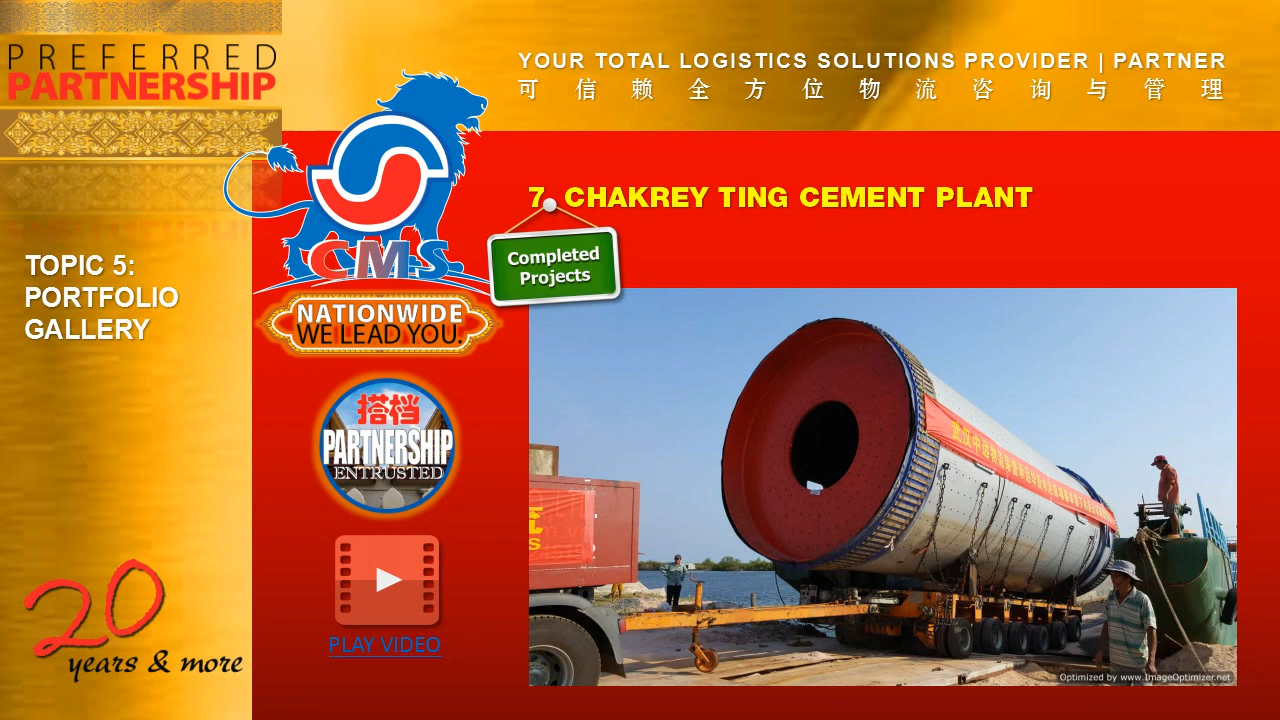 PREFERRED
PARTNERSHIP
YOUR TOTAL LOGISTICS SOLUTIONS PROVIDER | PARTNER
可信赖全方位物流咨询与管理
7. CHAKREY TING CEMENT PLANT
Completed
Projects
TOPIC 5:
PORTFOLIO
GALLERY
CMS
NATIONWIDE
WE LEAD YOU.
搭档
PARTNERSHIP
ENTRUSTED
PLAY VIDEO
20
years & more
Optimized by www.ImageOptimizer.net